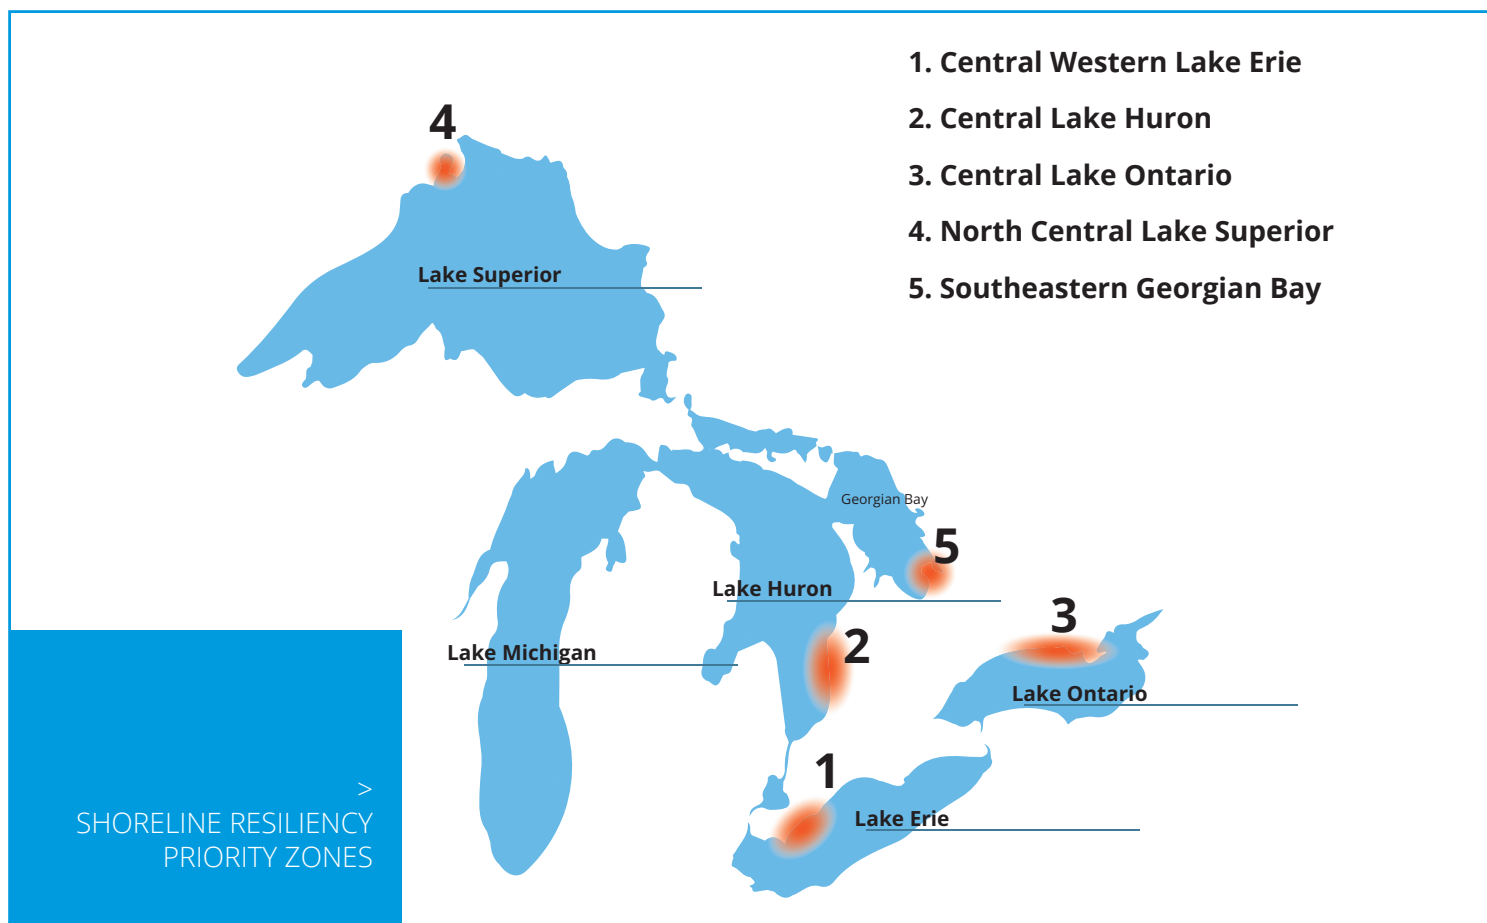 1. Central Western Lake Erie
2. Central Lake Huron
3. Central Lake Ontario
4. North Central Lake Superior
5. Southeastern Georgian Bay
4
Lake Superior
Georgian Bay
5
Lake Huron
3
2
Lake Michigan
Lake Ontario
1
Lake Erie
>
SHORELINE RESILIENCY
PRIORITY ZONES